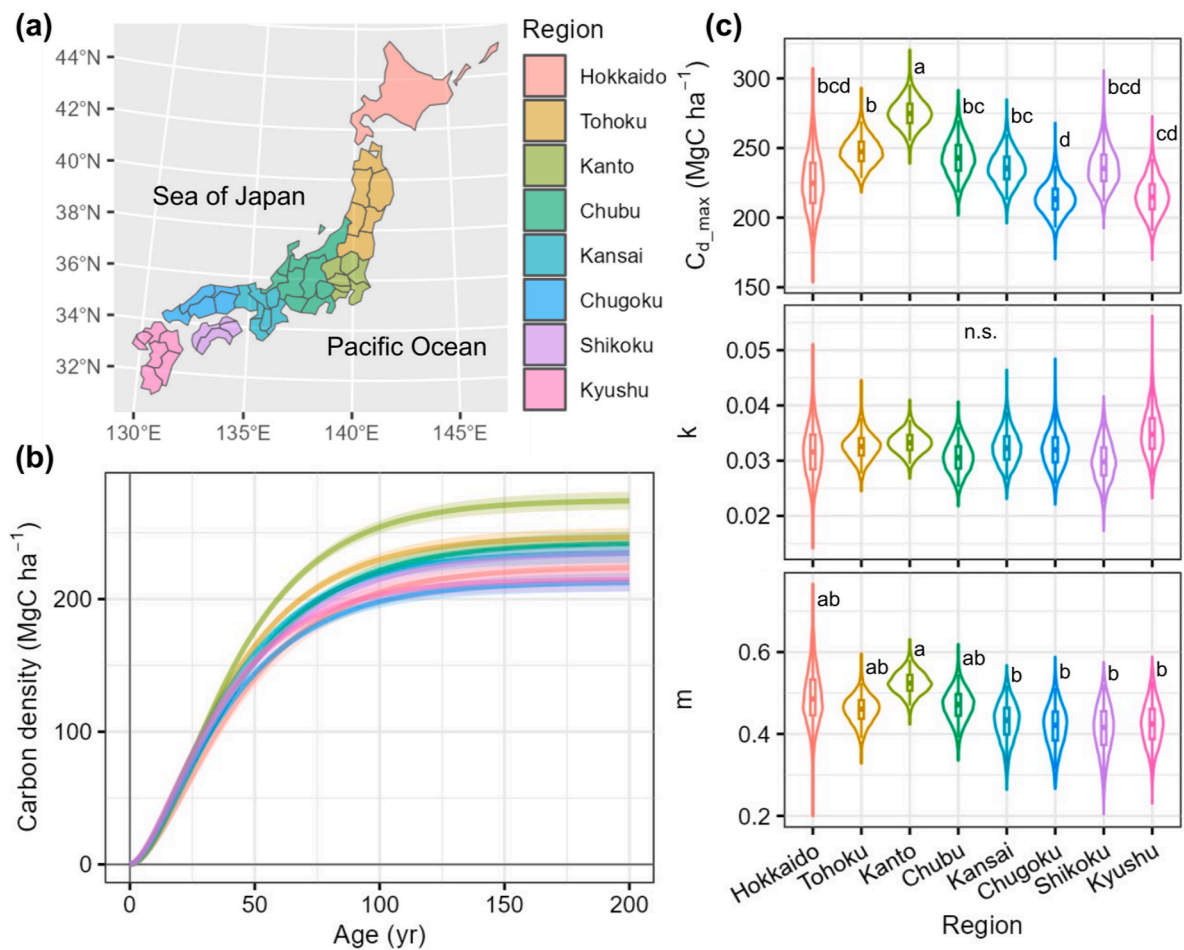 (a)
44°N
42°N
40°N
38°N
36°N
34°N
32°N
130°E
135°E
140°E
145°E
Sea of Japan
Pacific Ocean
Region
Hokkaido
Tohoku
Kanto
Chubu
Kansai
Chugoku
Shikoku
Kyushu
(b)
Carbon density (MgC ha⁻¹)
200
100
0
0
50
100
150
200
Age (yr)
(c)
C_d_max (MgC ha⁻¹)
300
250
200
150
bcd
b
a
bc
bc
d
bcd
cd
k
0.05
0.04
0.03
0.02
n.s.
m
0.6
0.4
0.2
ab
ab
a
ab
b
b
b
b
Hokkaido
Tohoku
Kanto
Chubu
Kansai
Chugoku
Shikoku
Kyushu
Region